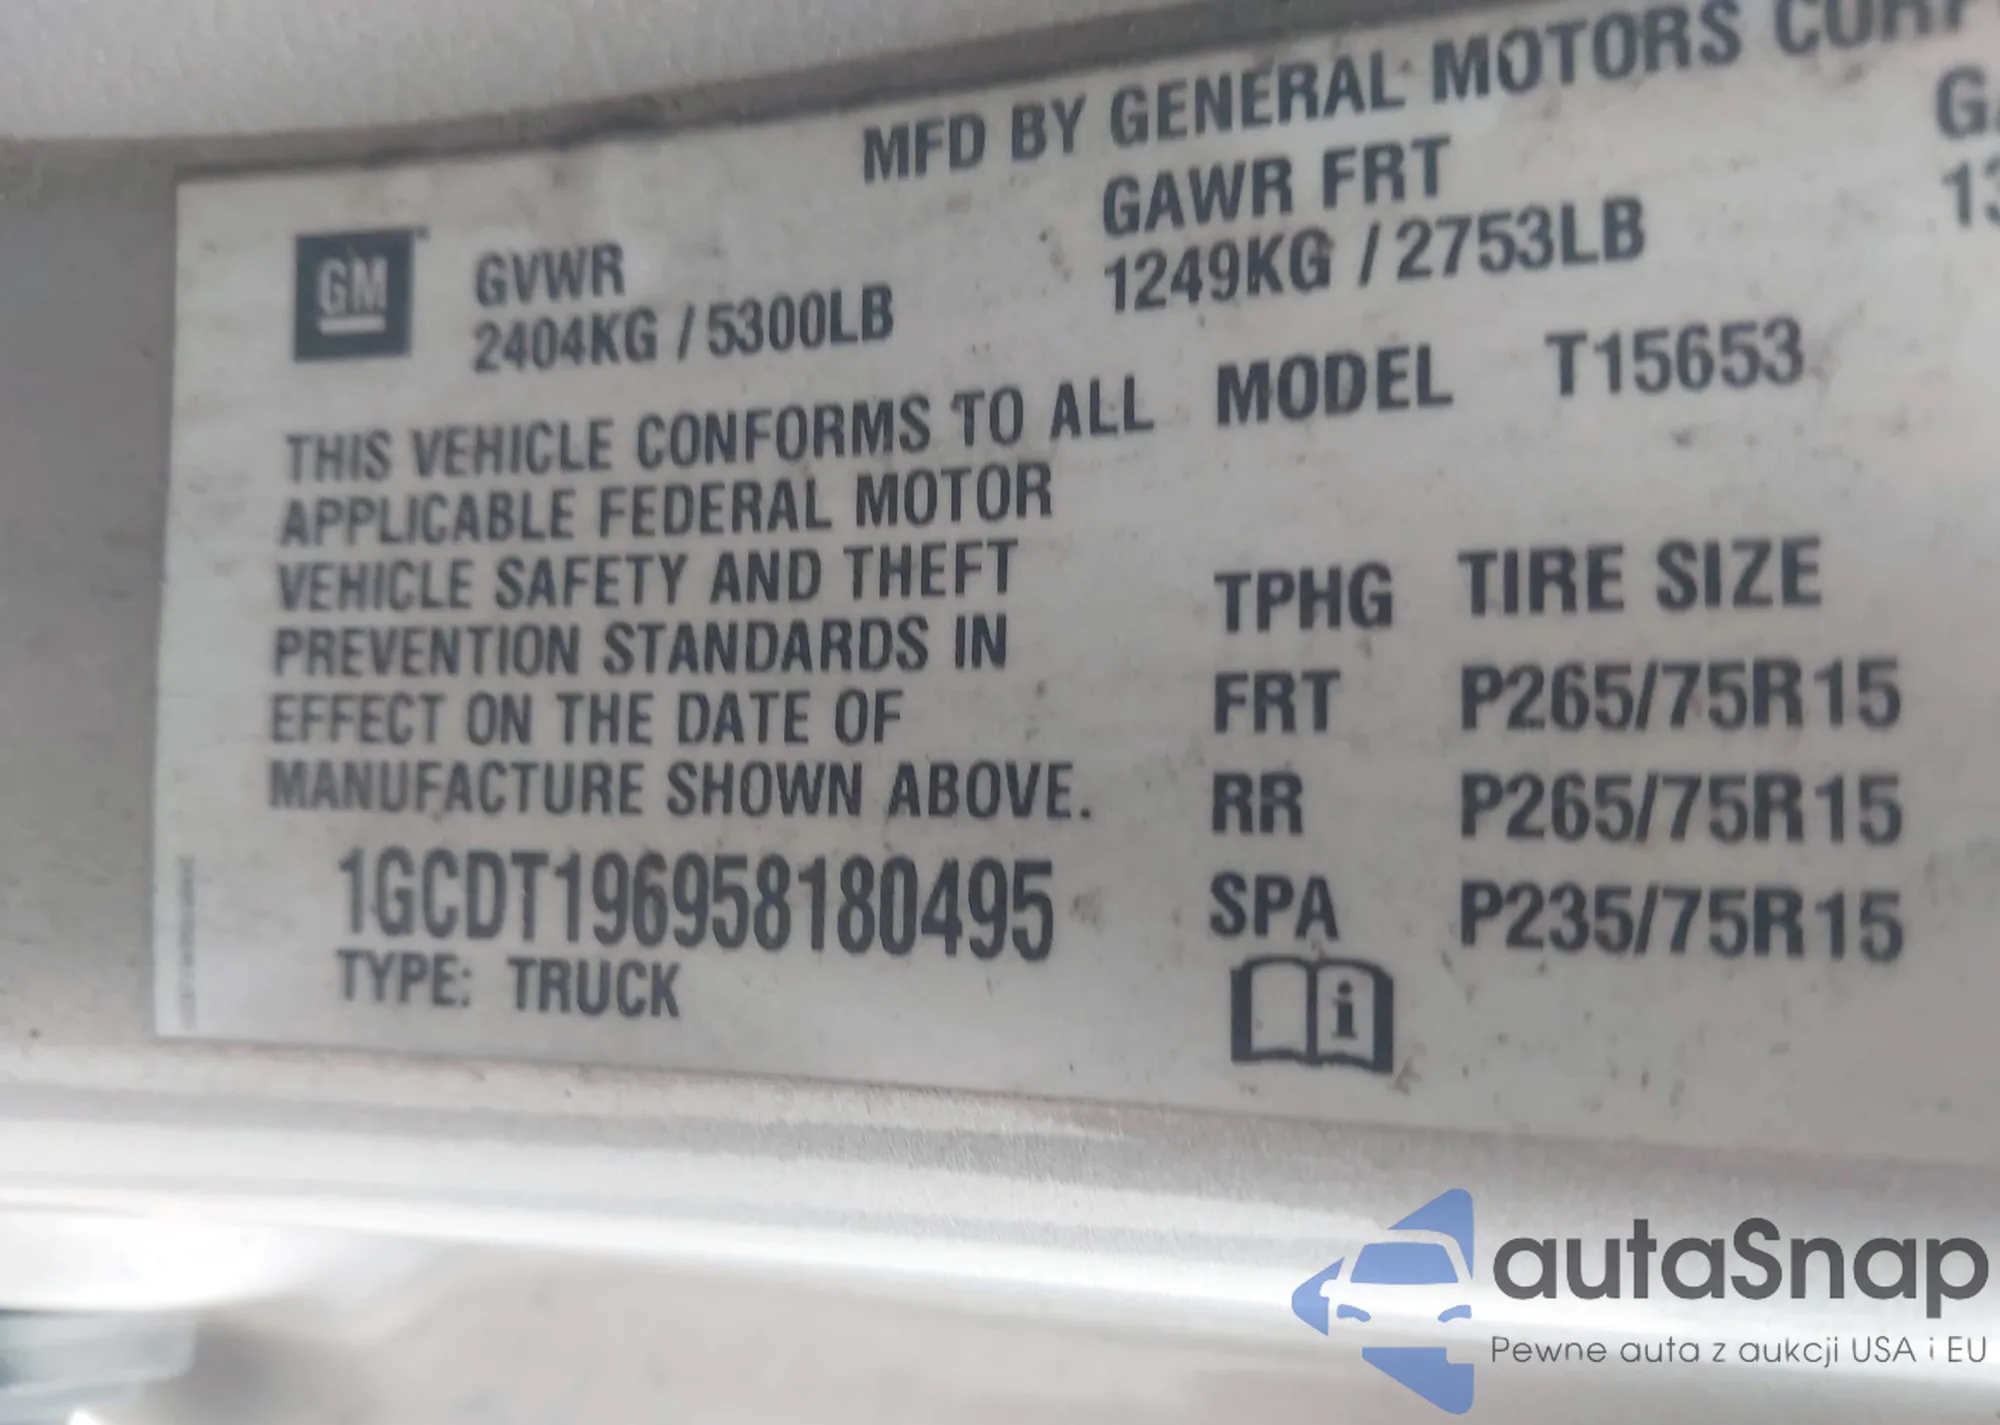 MFD BY GENERAL MOTORS CORP
GM
GVWR
2404KG / 5300LB
GAWR FRT
1249KG / 2753LB
THIS VEHICLE CONFORMS TO ALL
APPLICABLE FEDERAL MOTOR
VEHICLE SAFETY AND THEFT
PREVENTION STANDARDS IN
EFFECT ON THE DATE OF
MANUFACTURE SHOWN ABOVE.
1GCDT196958180495
TYPE: TRUCK
MODEL T15653
TPHG TIRE SIZE
FRT P265/75R15
RR P265/75R15
SPA P235/75R15
i
autaSnap
Pewne auta z aukcji USA i EU